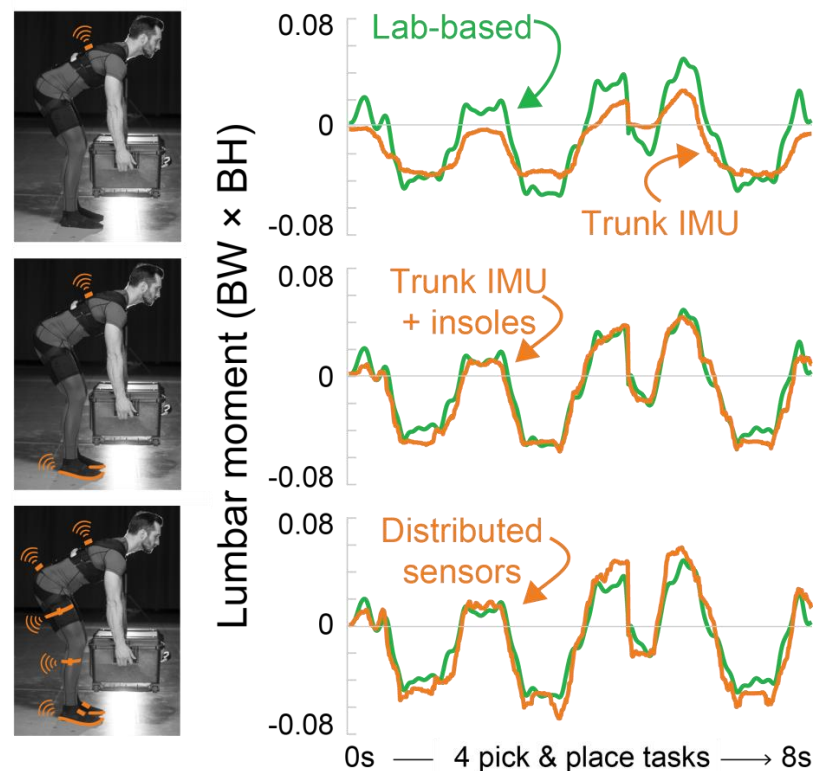 0.08
Lab-based
0
Trunk IMU
-0.08
Lumbar moment (BW × BH)
0.08
Trunk IMU
+ insoles
0
-0.08
0.08
Distributed
sensors
0
-0.08
0s — 4 pick & place tasks → 8s